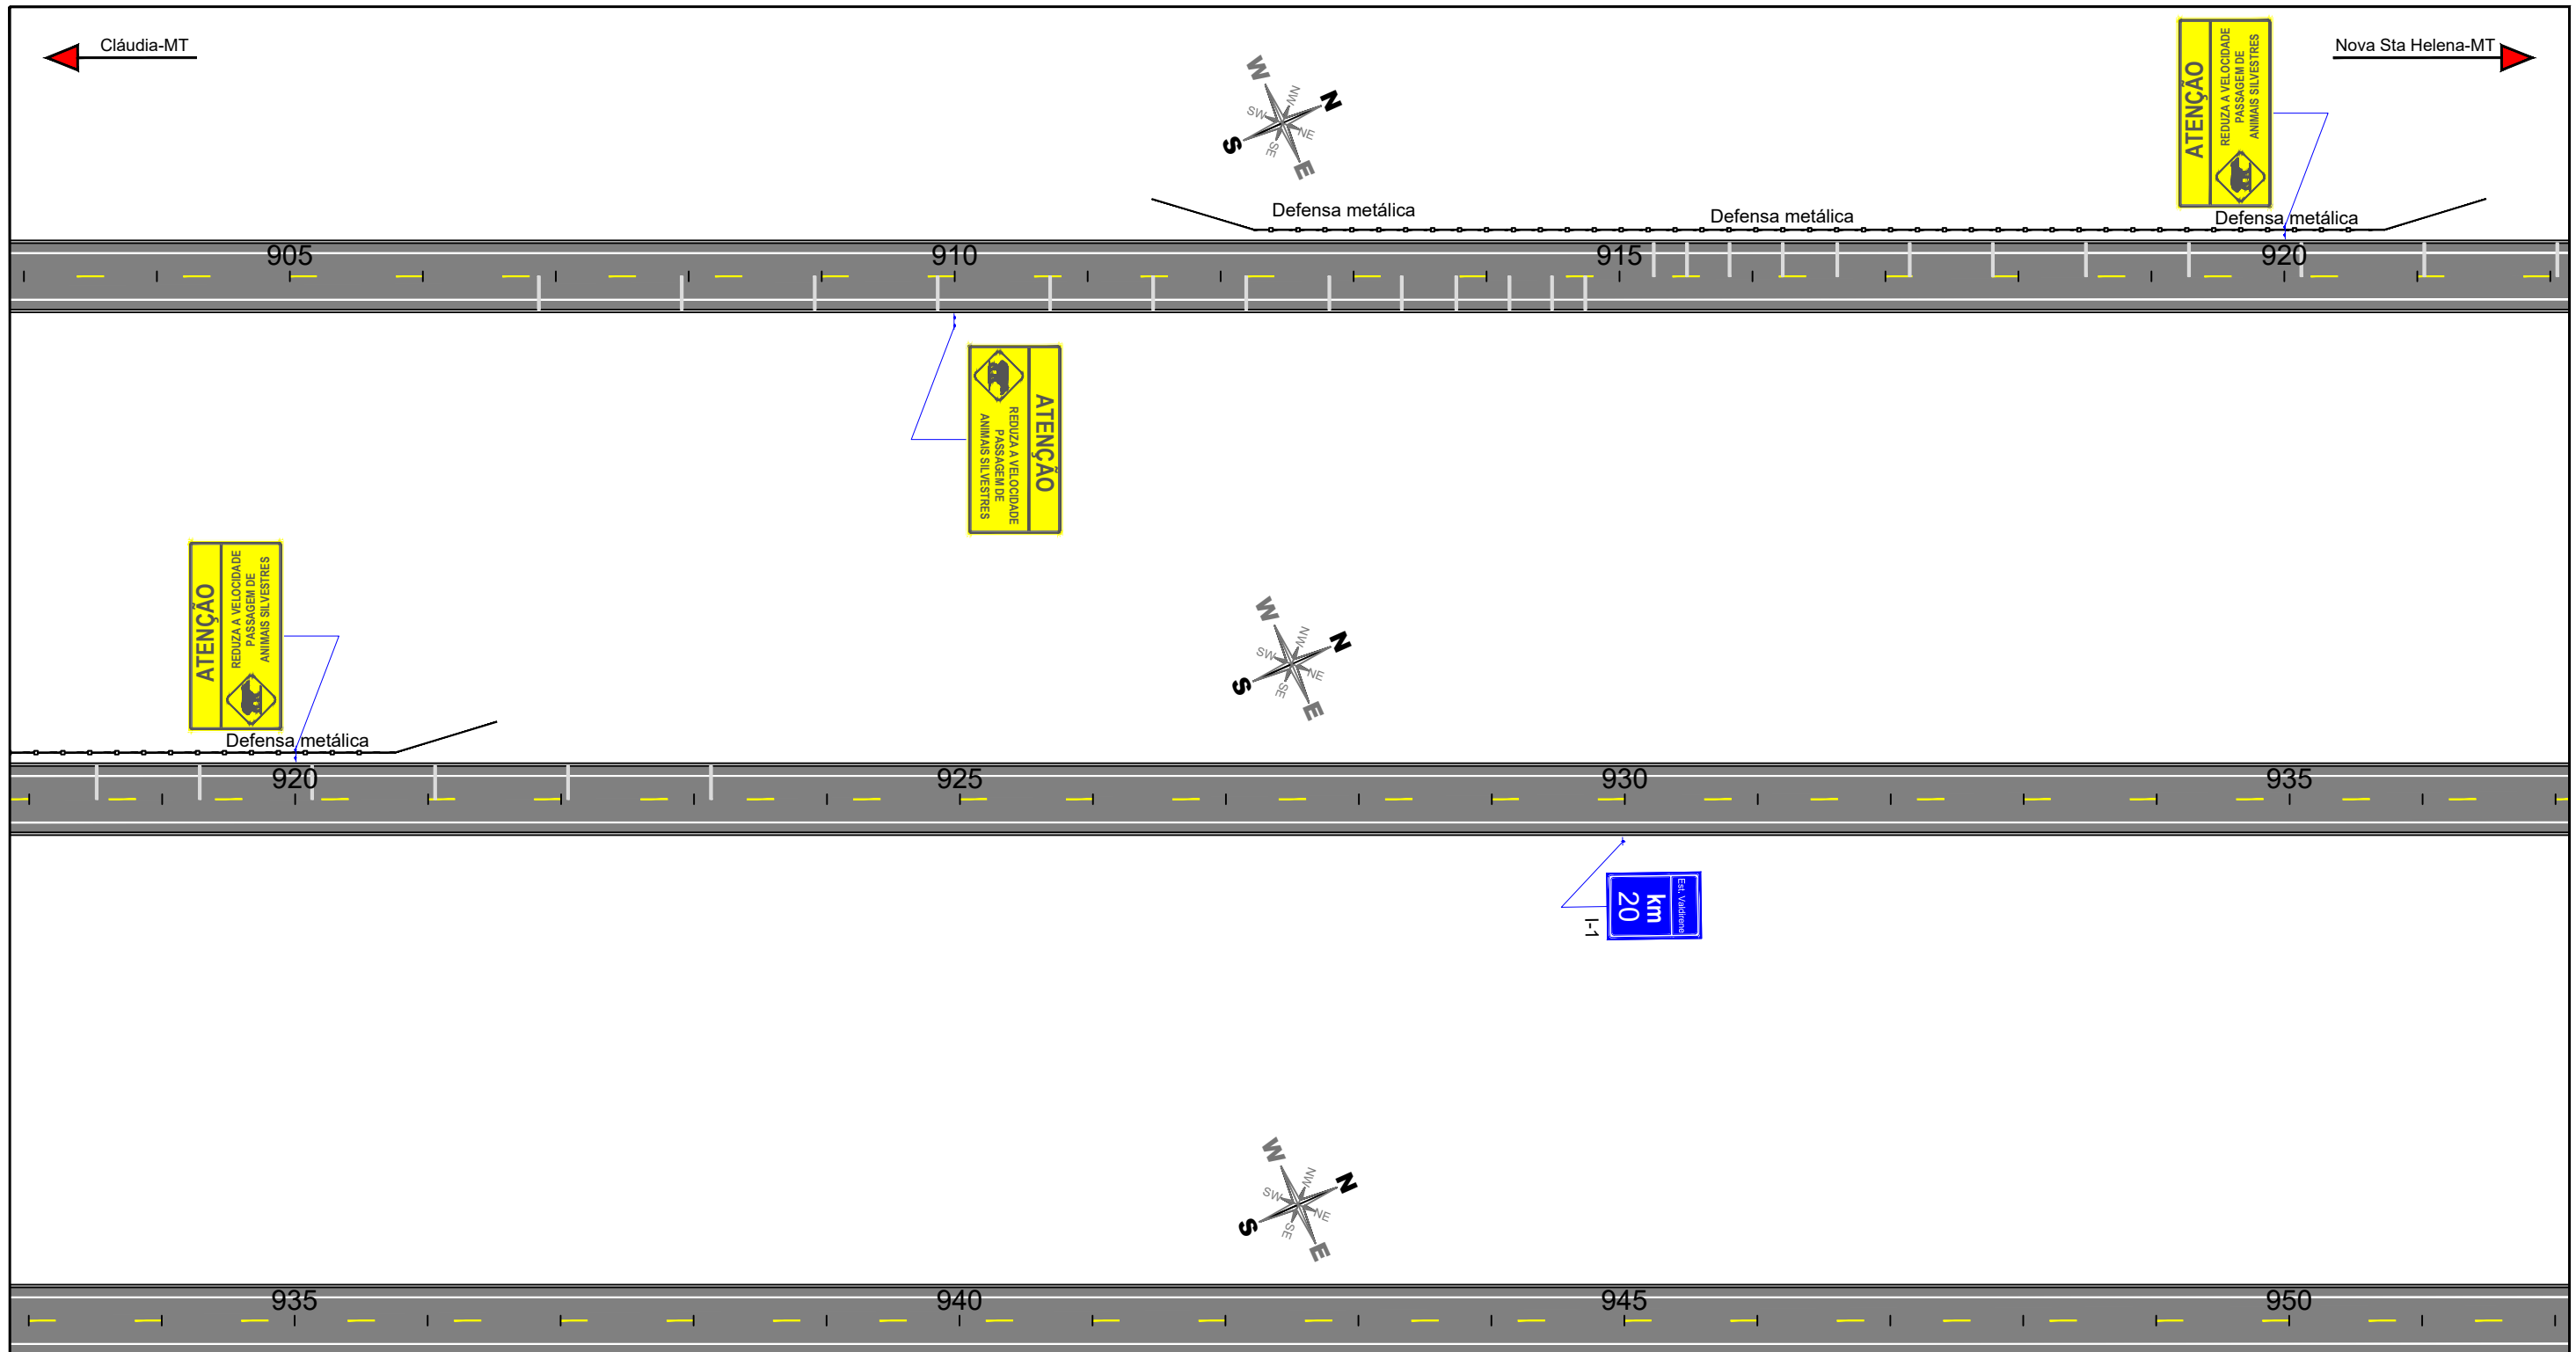 Cláudia-MT
Nova Sta Helena-MT
ATENÇÃO
REDUZA A VELOCIDADE
PASSAGEM DE
ANIMAIS SILVESTRES
W
NW
N
SW
NE
S
SE
E
Defensa metálica
Defensa metálica
Defensa metálica
905
910
915
920
ATENÇÃO
REDUZA A VELOCIDADE
PASSAGEM DE
ANIMAIS SILVESTRES
ATENÇÃO
REDUZA A VELOCIDADE
PASSAGEM DE
ANIMAIS SILVESTRES
W
NW
N
SW
NE
S
SE
E
Defensa metálica
920
925
930
935
Est. Valdirene
km
20
I-1
W
NW
N
SW
NE
S
SE
E
935
940
945
950